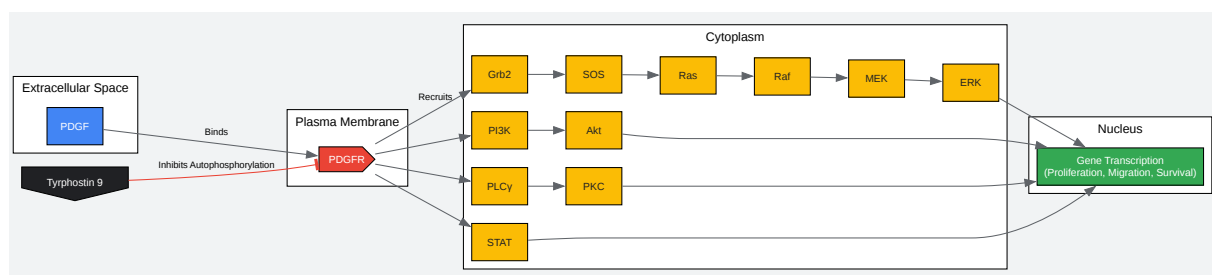 Cytoplasm
Grb2
SOS
Ras
Raf
MEK
ERK
Extracellular Space
PDGF
Recruits
Binds
Plasma Membrane
PDGFR
PI3K
Akt
Nucleus
Gene Transcription
(Proliferation, Migration, Survival)
Inhibits Autophosphorylation
Tyrphostin 9
PLCγ
PKC
STAT